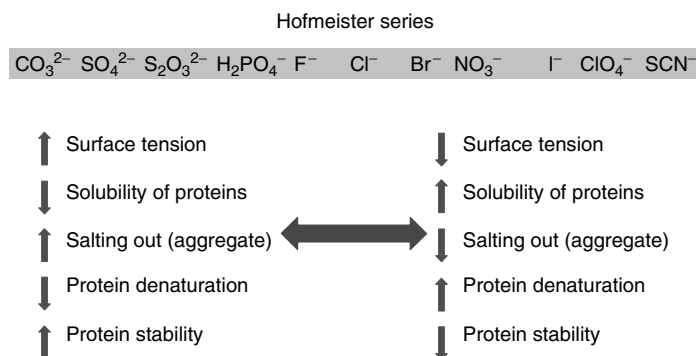 Hofmeister series
CO₃²⁻ SO₄²⁻ S₂O₃²⁻ H₂PO₄⁻ F⁻ Cl⁻ Br⁻ NO₃⁻ I⁻ ClO₄⁻ SCN⁻
Surface tension
Solubility of proteins
Salting out (aggregate)
Protein denaturation
Protein stability
Surface tension
Solubility of proteins
Salting out (aggregate)
Protein denaturation
Protein stability